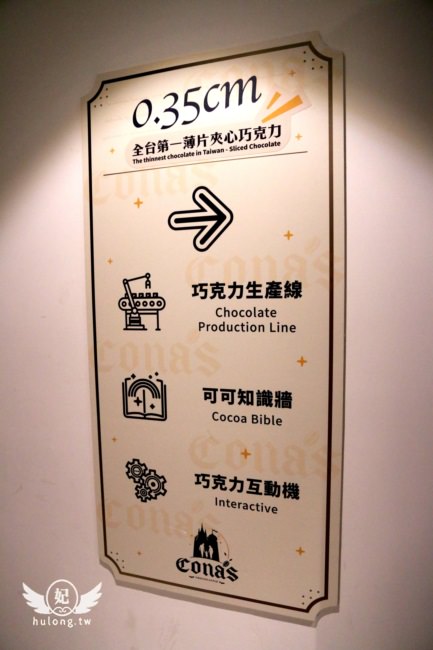 0.35cm
全台第一薄片夾心巧克力
The thinnest chocolate in Taiwan - Sliced Chocolate
巧克力生產線
Chocolate
Production Line
可可知識牆
Cocoa Bible
巧克力互動機
Interactive
Cona's
妃
hulong.tw